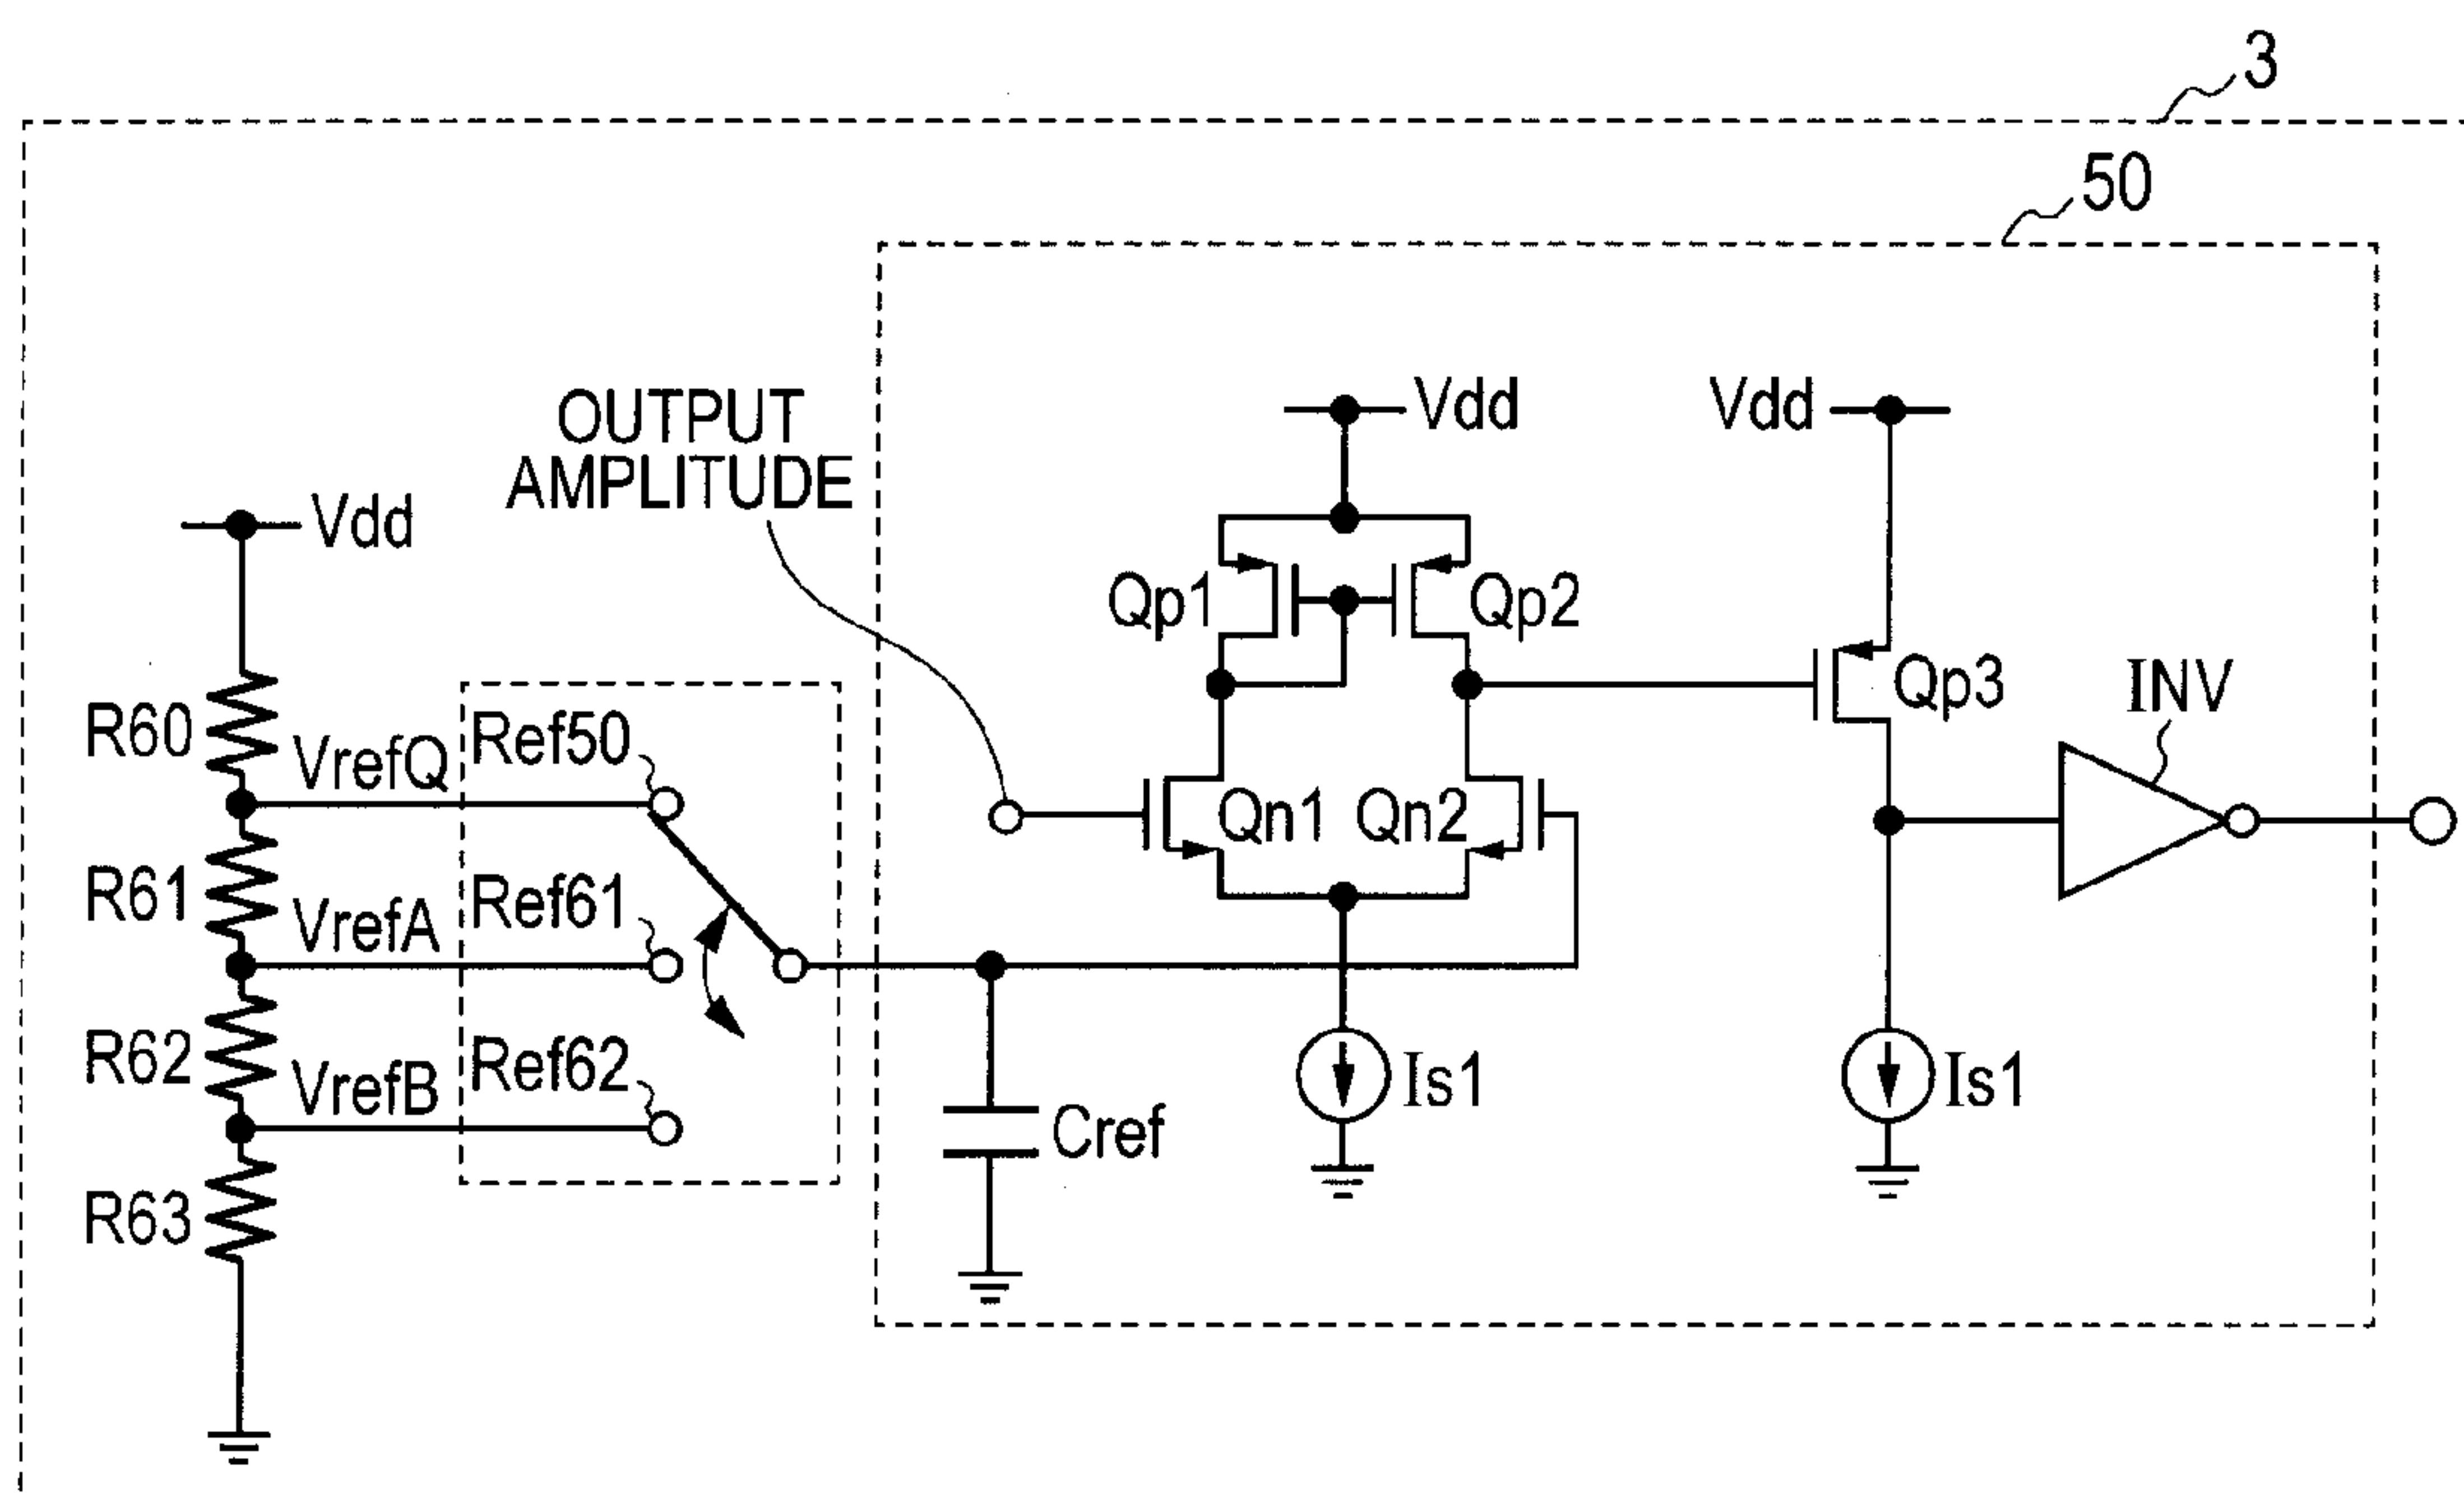 3
50
OUTPUT
AMPLITUDE
Vdd
Vdd
Vdd
Qp1
Qp2
Qp3
INV
R60
VrefQ
Ref50
Qn1
Qn2
R61
VrefA
Ref61
R62
VrefB
Ref62
Cref
Is1
Is1
R63